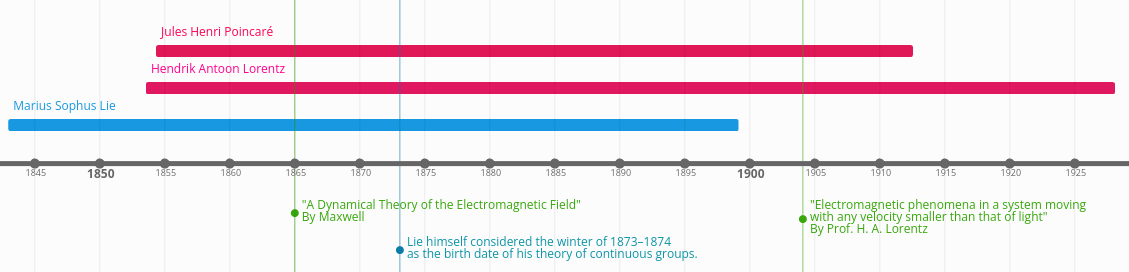 Jules Henri Poincaré
Hendrik Antoon Lorentz
Marius Sophus Lie
1845 1850 1855 1860 1865 1870 1875 1880 1885 1890 1895 1900 1905 1910 1915 1920 1925
"A Dynamical Theory of the Electromagnetic Field"
By Maxwell
"Electromagnetic phenomena in a system moving
with any velocity smaller than that of light"
By Prof. H. A. Lorentz
Lie himself considered the winter of 1873–1874
as the birth date of his theory of continuous groups.